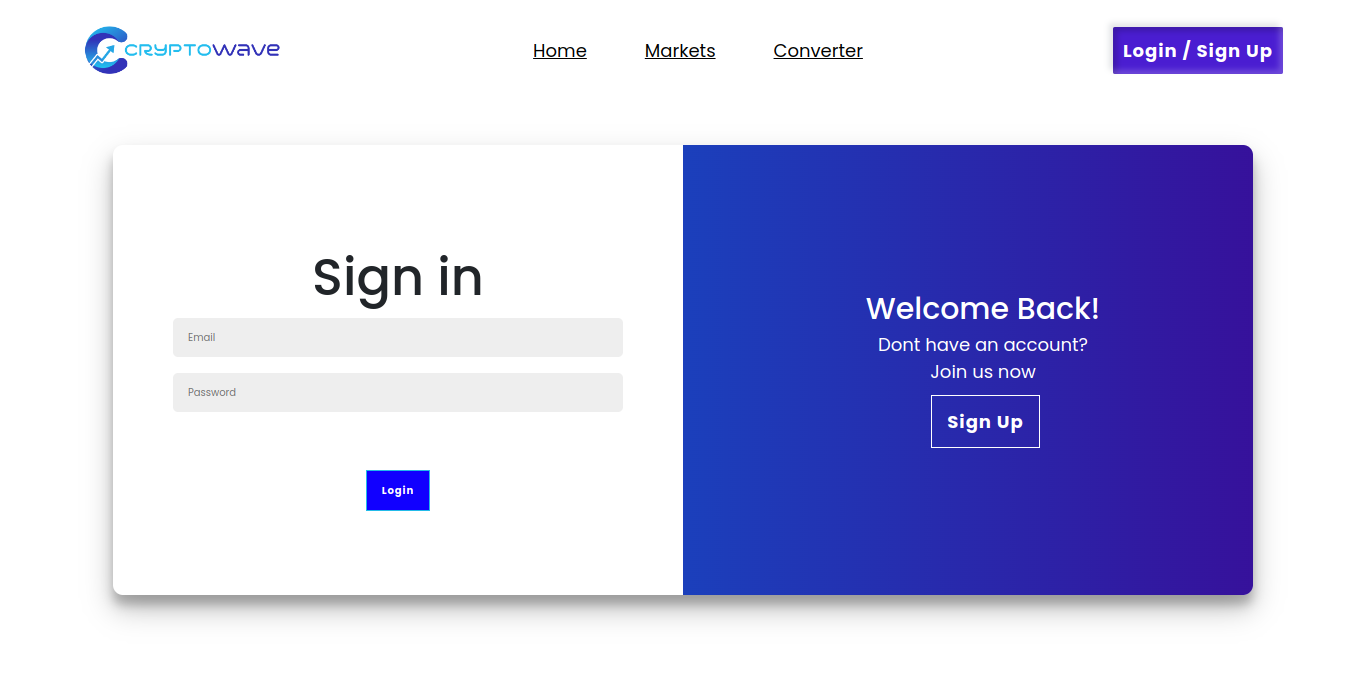 CRYPTOWAVE
Home
Markets
Converter
Login / Sign Up
Sign in
Email
Password
Login
Welcome Back!
Dont have an account?
Join us now
Sign Up